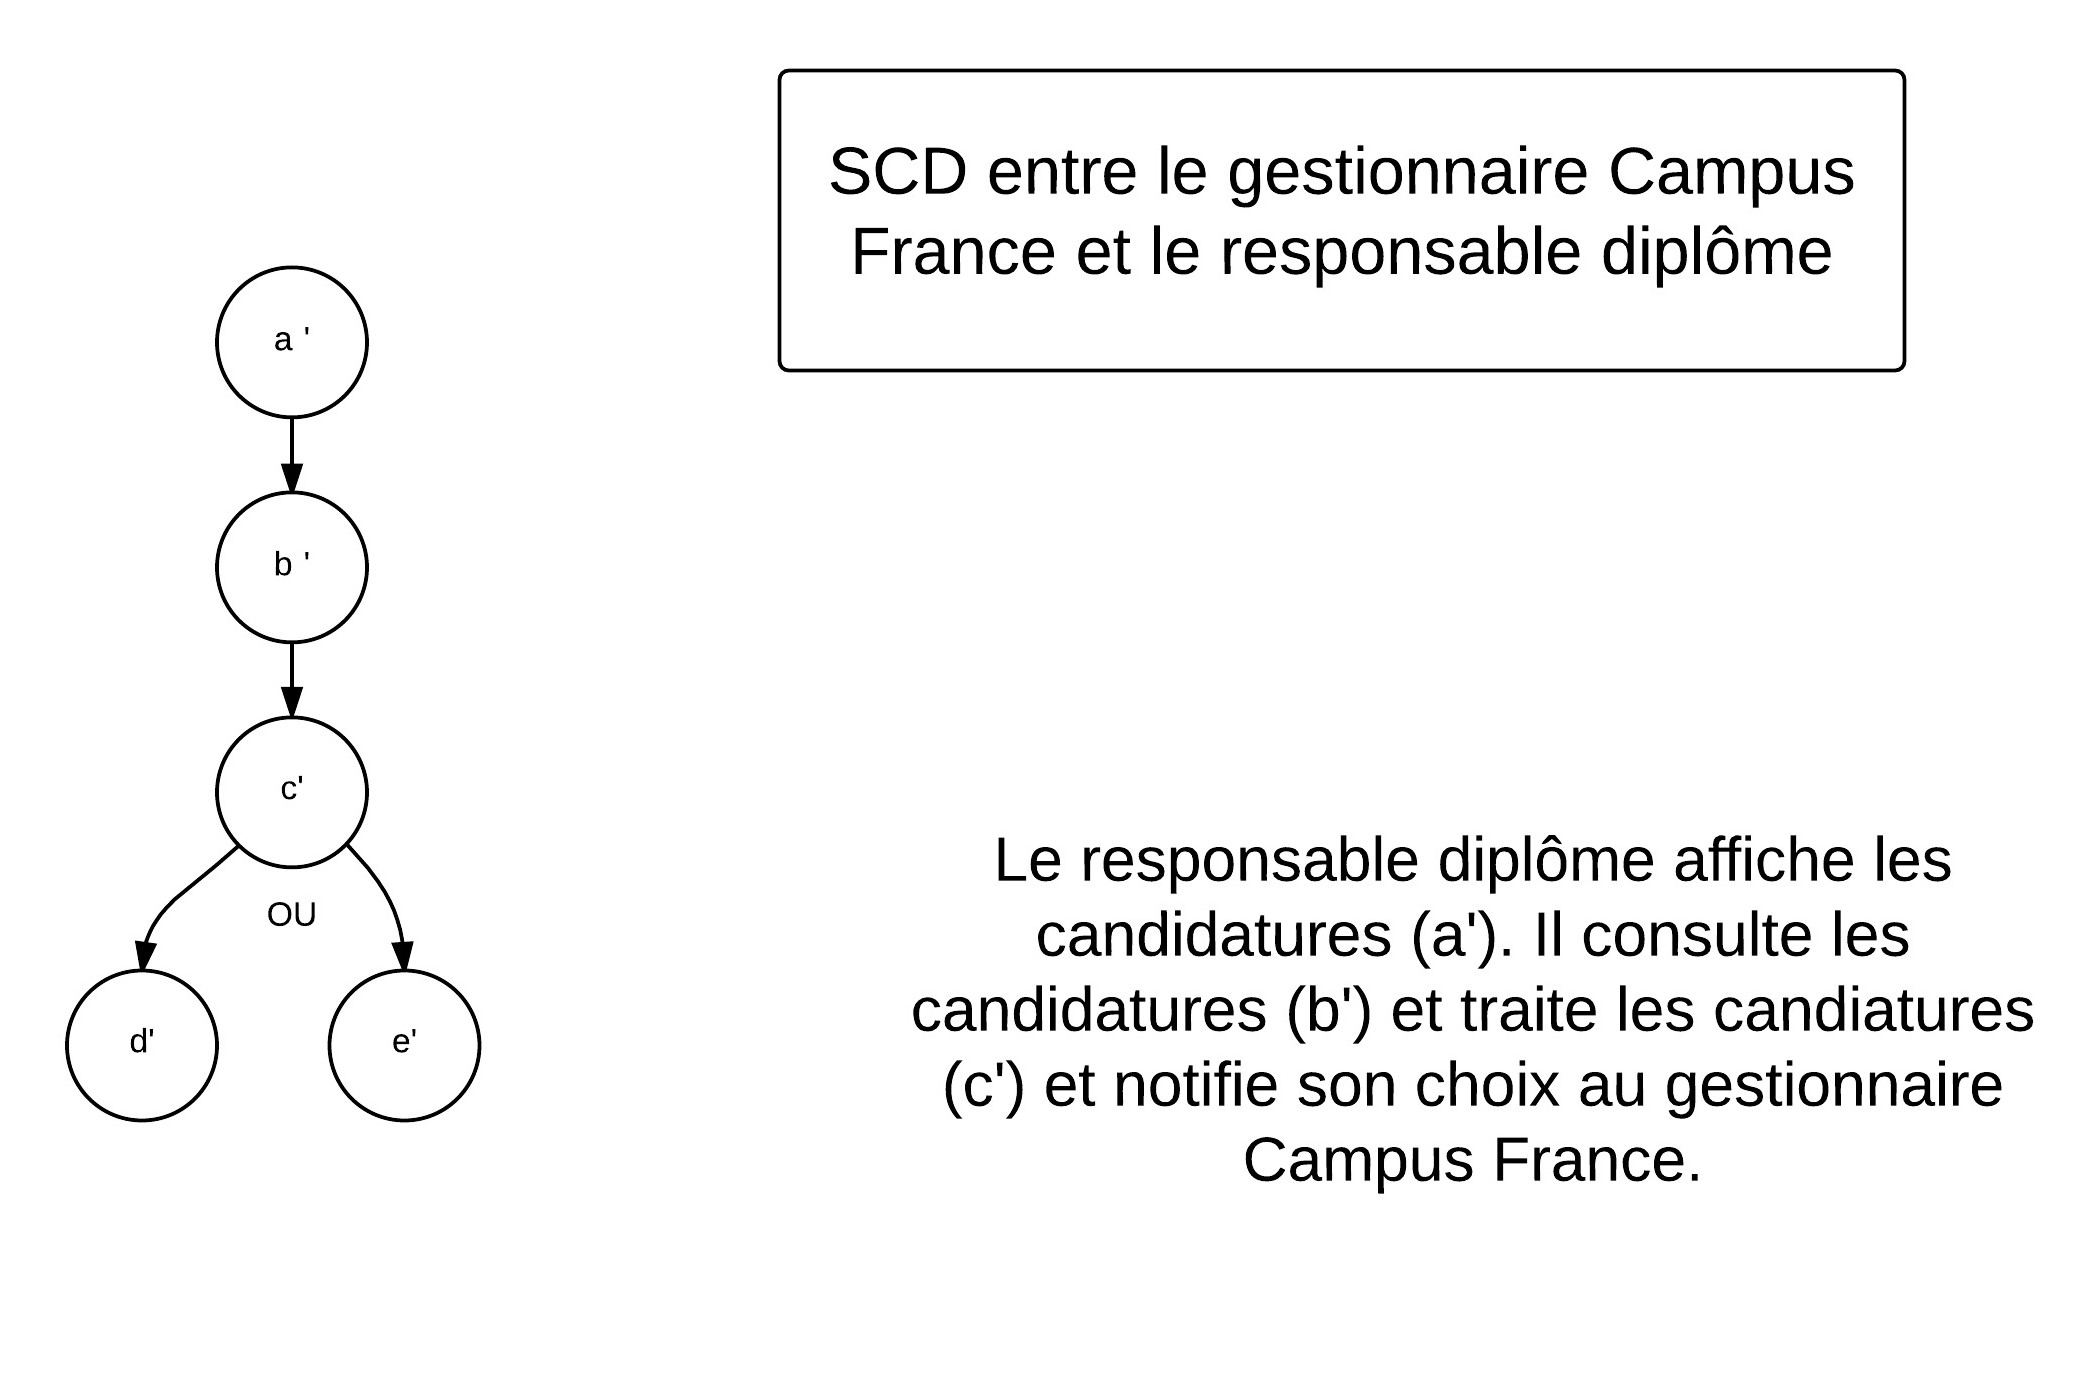 SCD entre le gestionnaire Campus
France et le responsable diplôme
a '
b '
c'
OU
d'
e'
Le responsable diplôme affiche les
candidatures (a'). Il consulte les
candidatures (b') et traite les candiatures
(c') et notifie son choix au gestionnaire
Campus France.